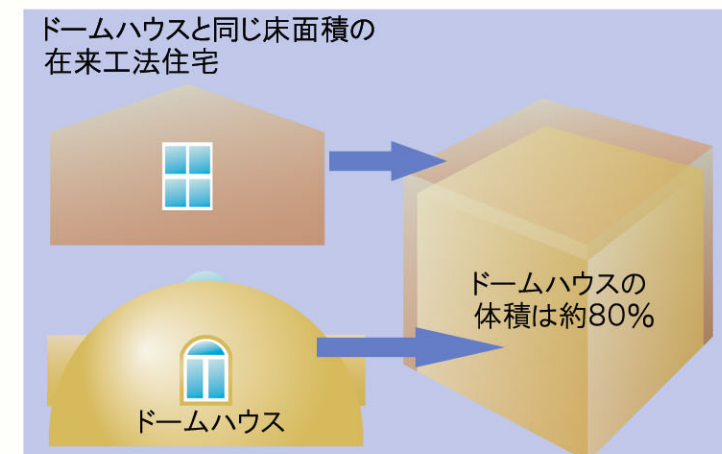 ドームハウスと同じ床面積の
在来工法住宅
ドームハウスの
体積は約80%
ドームハウス